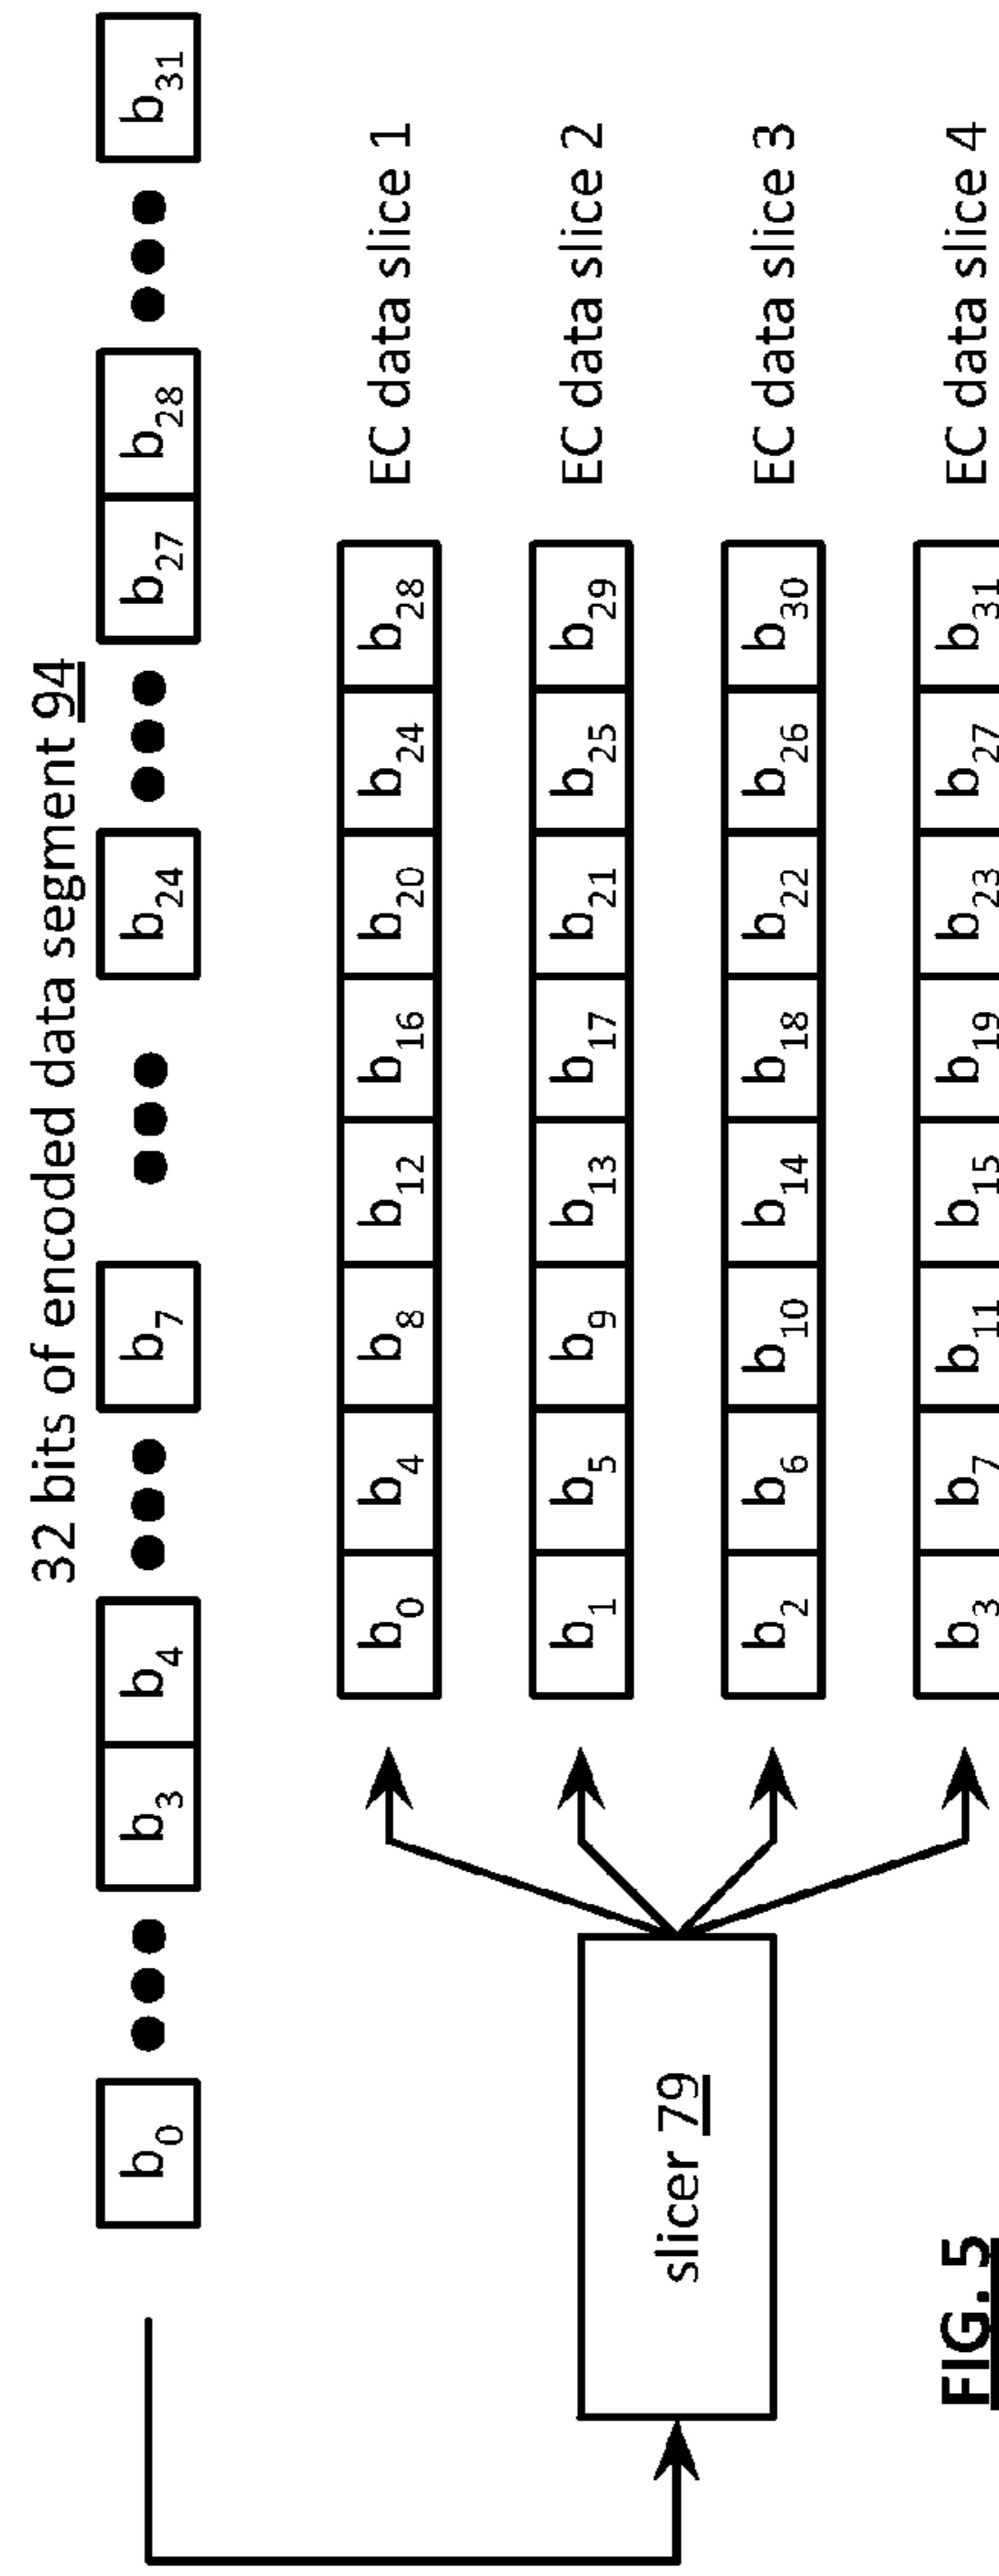 32 bits of encoded data segment 94
b0 b3 b4 b7 b24 b27 b28 b31
b0 b4 b8 b12 b16 b20 b24 b28 EC data slice 1
b1 b5 b9 b13 b17 b21 b25 b29 EC data slice 2
slicer 79
b2 b6 b10 b14 b18 b22 b26 b30 EC data slice 3
b3 b7 b11 b15 b19 b23 b27 b31 EC data slice 4
FIG. 5